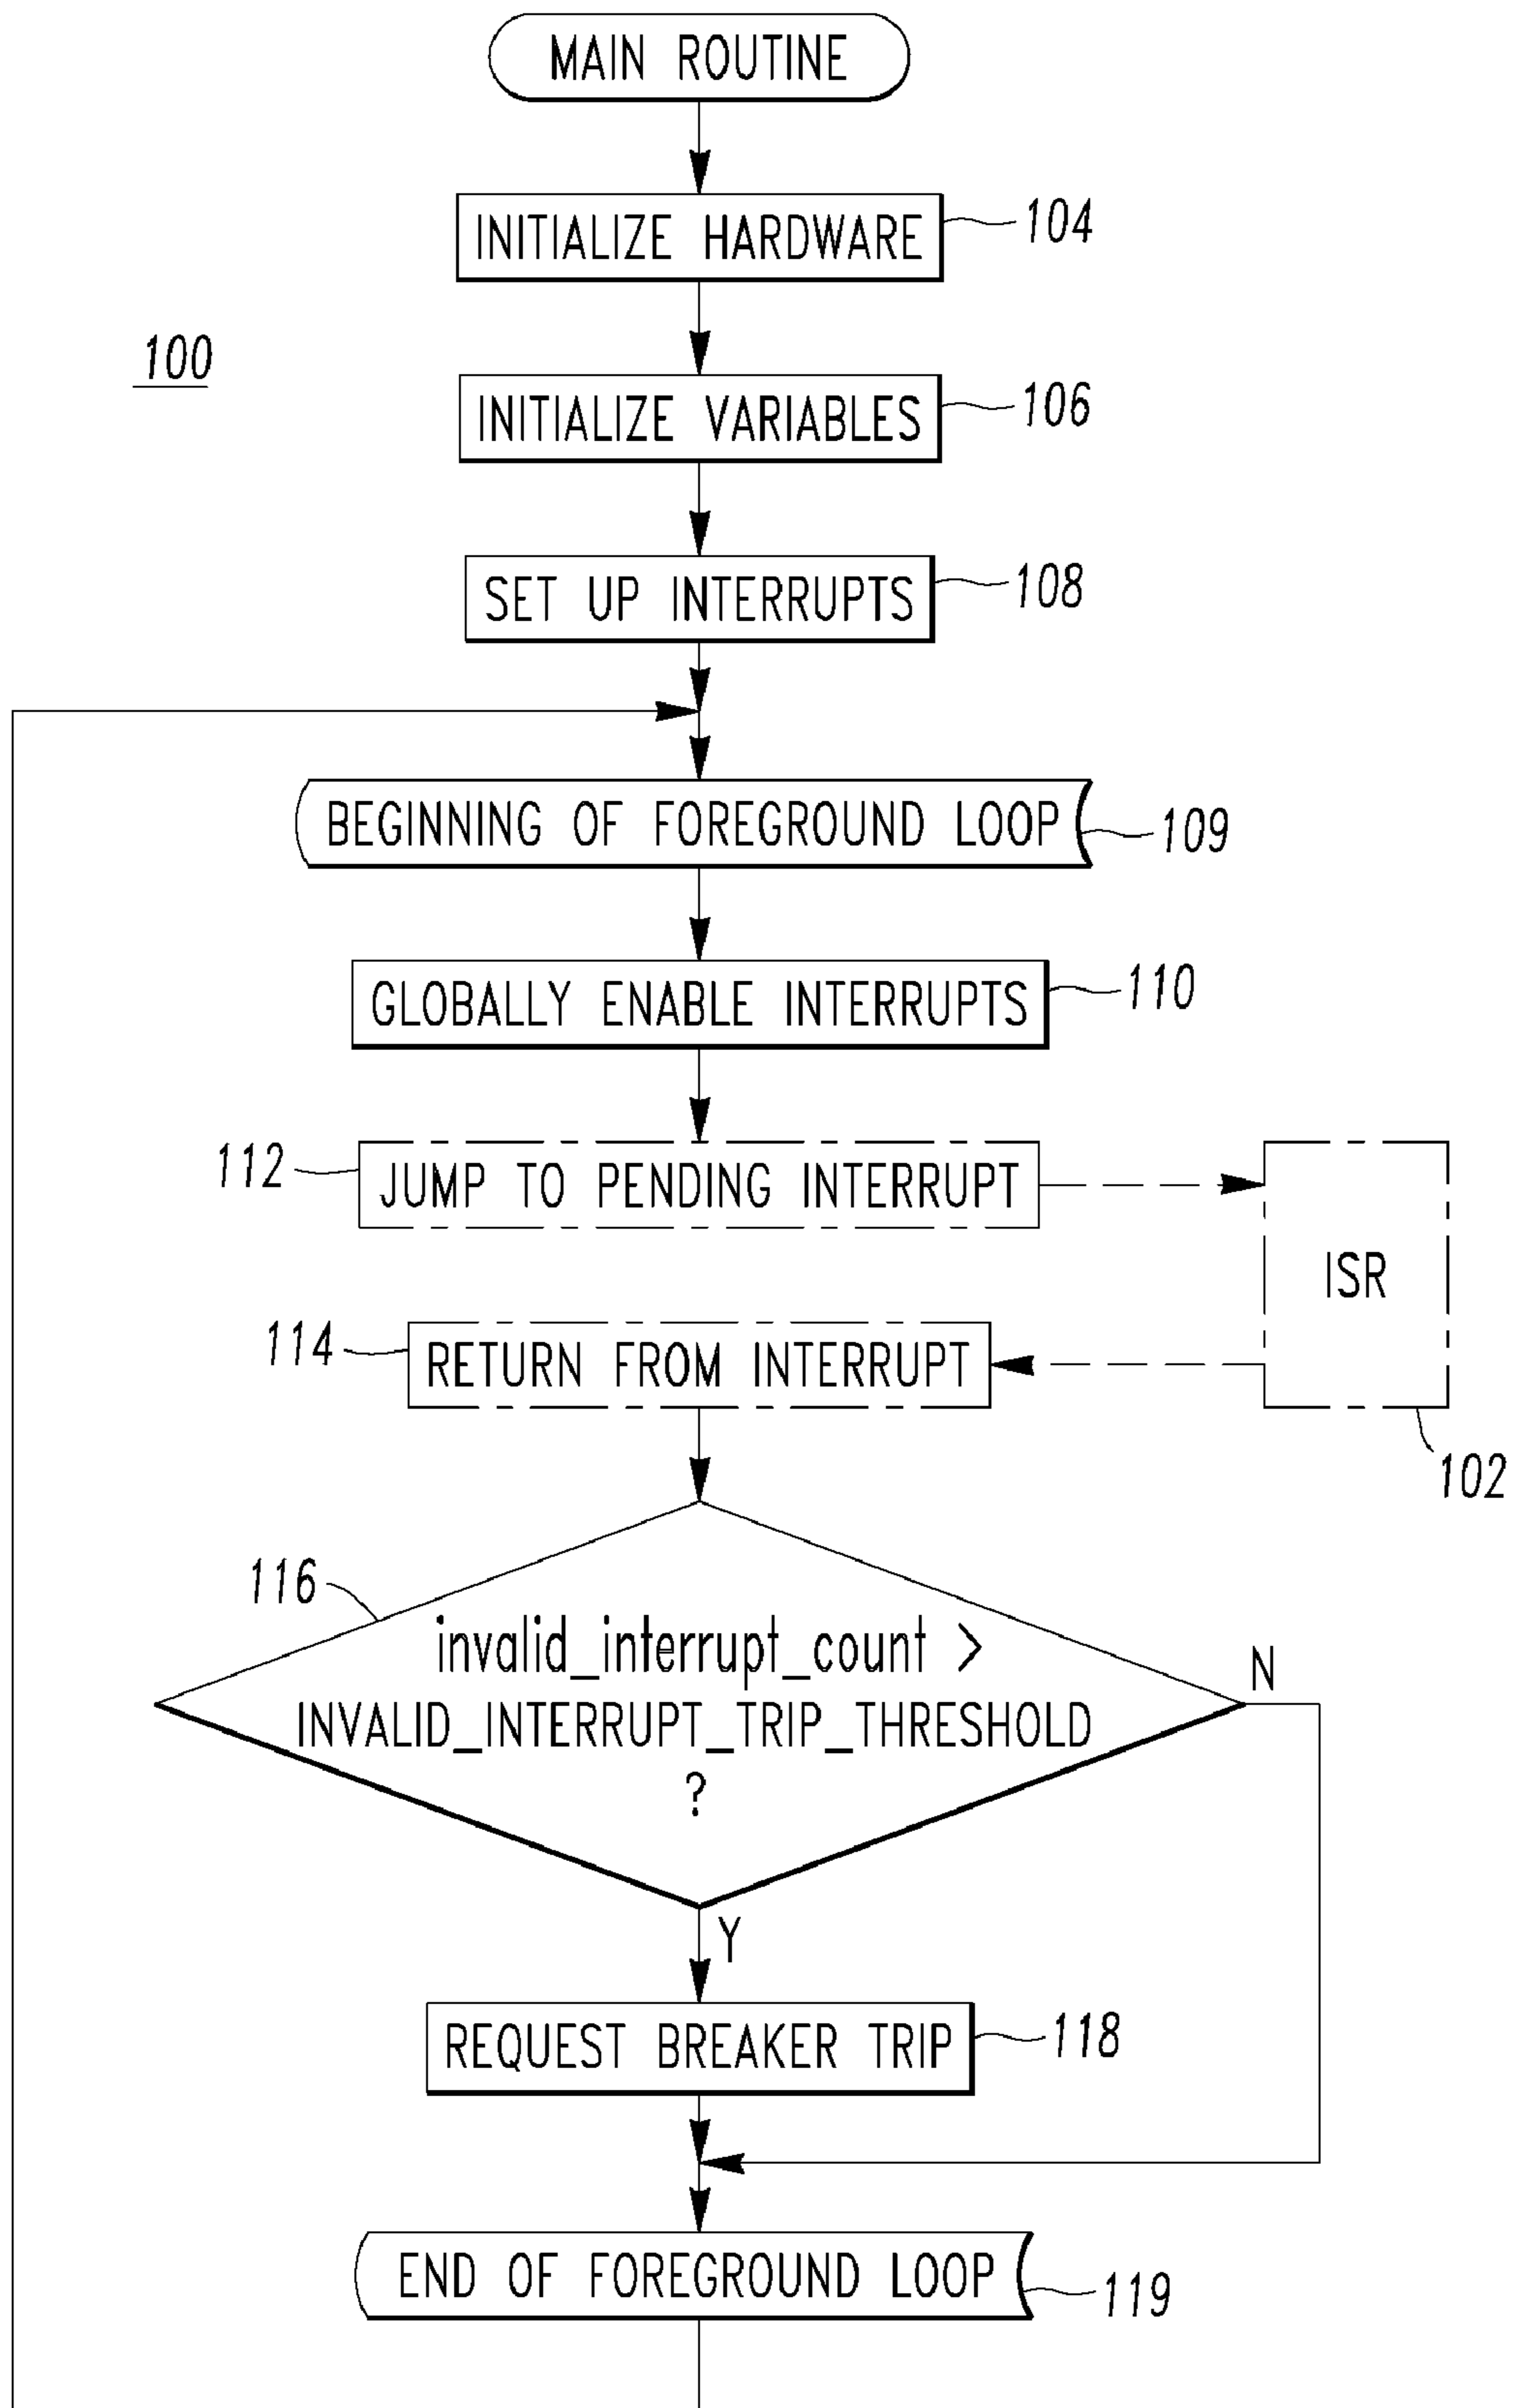 MAIN ROUTINE
INITIALIZE HARDWARE
104
100
INITIALIZE VARIABLES
106
SET UP INTERRUPTS
108
BEGINNING OF FOREGROUND LOOP
109
GLOBALLY ENABLE INTERRUPTS
110
112
JUMP TO PENDING INTERRUPT
ISR
114
RETURN FROM INTERRUPT
102
116
invalid_interrupt_count >
INVALID_INTERRUPT_TRIP_THRESHOLD
?
N
Y
REQUEST BREAKER TRIP
118
END OF FOREGROUND LOOP
119